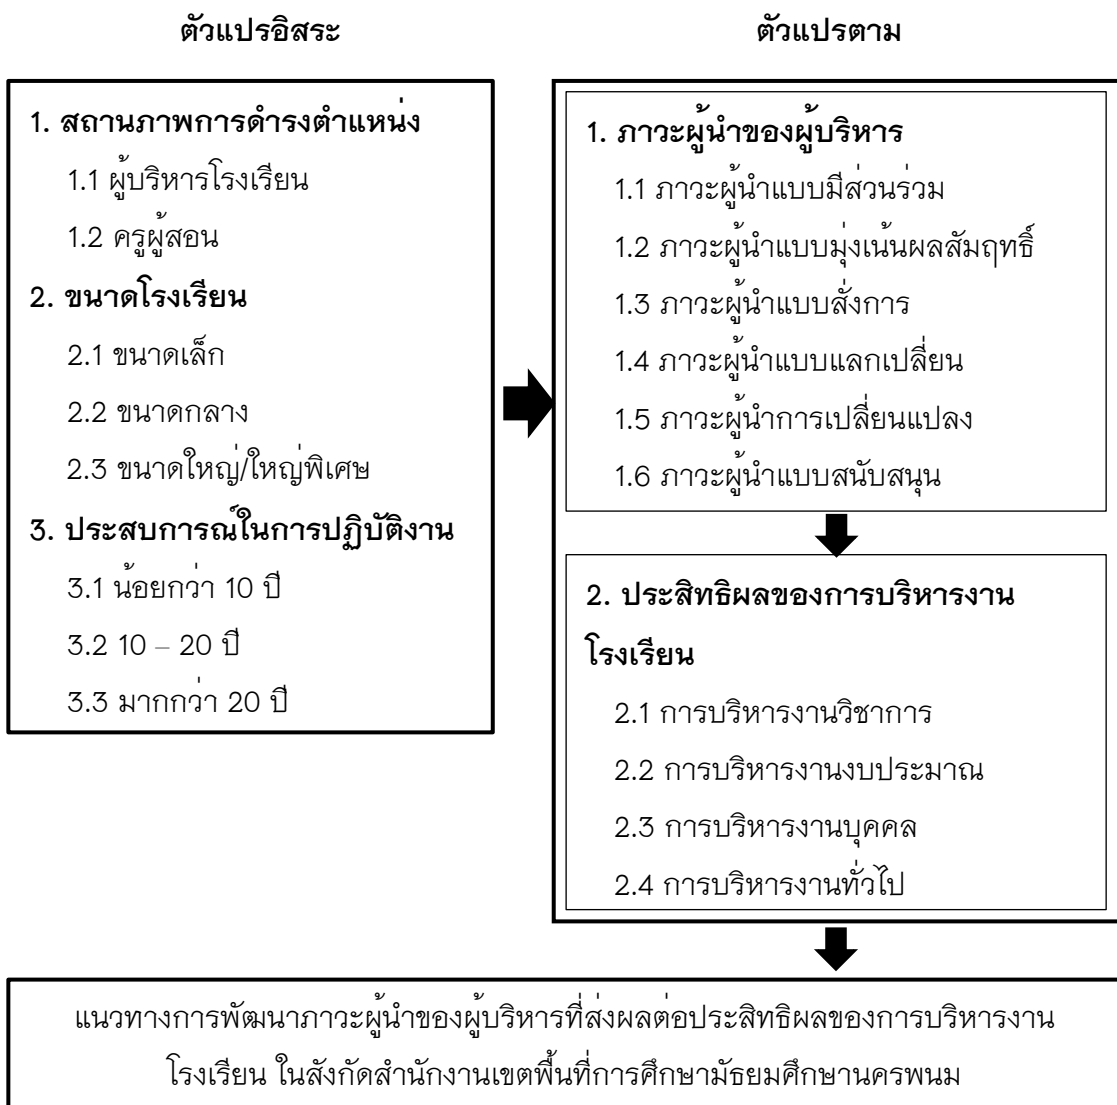 ตัวแปรอิสระ
1. สถานภาพการดำรงตำแหน่ง
1.1 ผู้บริหารโรงเรียน
1.2 ครูผู้สอน
2. ขนาดโรงเรียน
2.1 ขนาดเล็ก
2.2 ขนาดกลาง
2.3 ขนาดใหญ่/ใหญ่พิเศษ
3. ประสบการณ์ในการปฏิบัติงาน
3.1 น้อยกว่า 10 ปี
3.2 10 – 20 ปี
3.3 มากกว่า 20 ปี
ตัวแปรตาม
1. ภาวะผู้นำของผู้บริหาร
1.1 ภาวะผู้นำแบบมีส่วนร่วม
1.2 ภาวะผู้นำแบบมุ่งเน้นผลสัมฤทธิ์
1.3 ภาวะผู้นำแบบสั่งการ
1.4 ภาวะผู้นำแบบแลกเปลี่ยน
1.5 ภาวะผู้นำการเปลี่ยนแปลง
1.6 ภาวะผู้นำแบบสนับสนุน
2. ประสิทธิผลของการบริหารงาน
โรงเรียน
2.1 การบริหารงานวิชาการ
2.2 การบริหารงานงบประมาณ
2.3 การบริหารงานบุคคล
2.4 การบริหารงานทั่วไป
แนวทางการพัฒนาภาวะผู้นำของผู้บริหารที่ส่งผลต่อประสิทธิผลของการบริหารงาน
โรงเรียน ในสังกัดสำนักงานเขตพื้นที่การศึกษามัธยมศึกษานครพนม